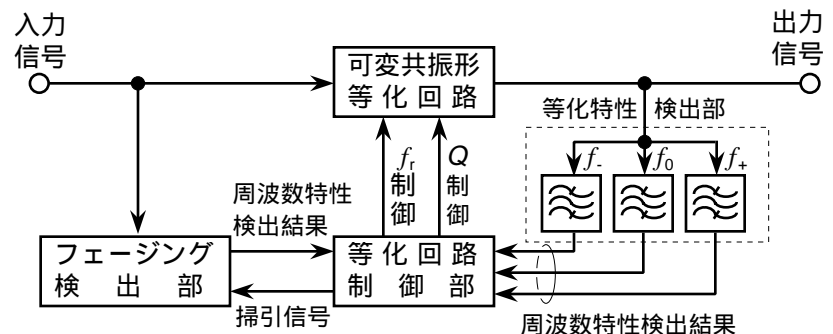 入力
信号
出力
信号
可変共振形
等化回路
等化特性 検出部
fr制御
Q制御
f-
f0
f+
周波数特性
検出結果
フェージング
検出部
等化回路
制御部
掃引信号
周波数特性検出結果